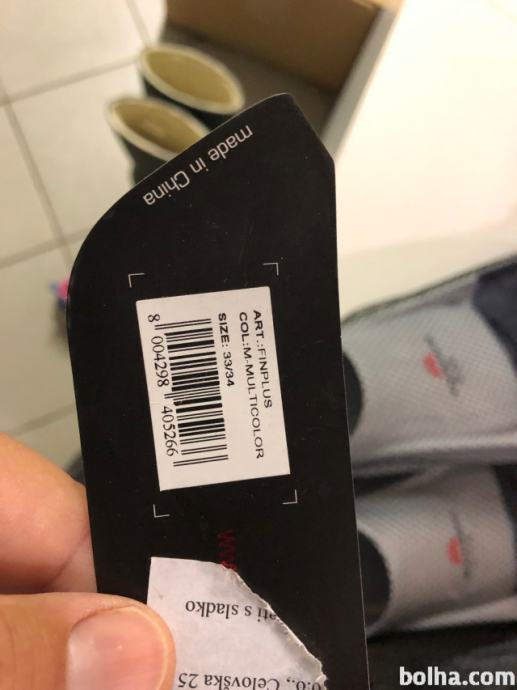 made in China
ART.:FINPLUS
COL:M-MULTICOLOR
SIZE: 33/34
8 004298 405266
s sladko
Celovška 25
bolha.com